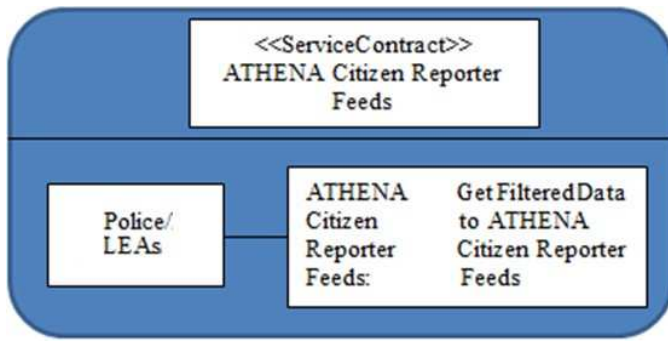 <<ServiceContract>>
ATHENA Citizen Reporter
Feeds
Police/
LEAs
ATHENA GetFilteredData
Citizen to ATHENA
Reporter Citizen Reporter
Feeds: Feeds